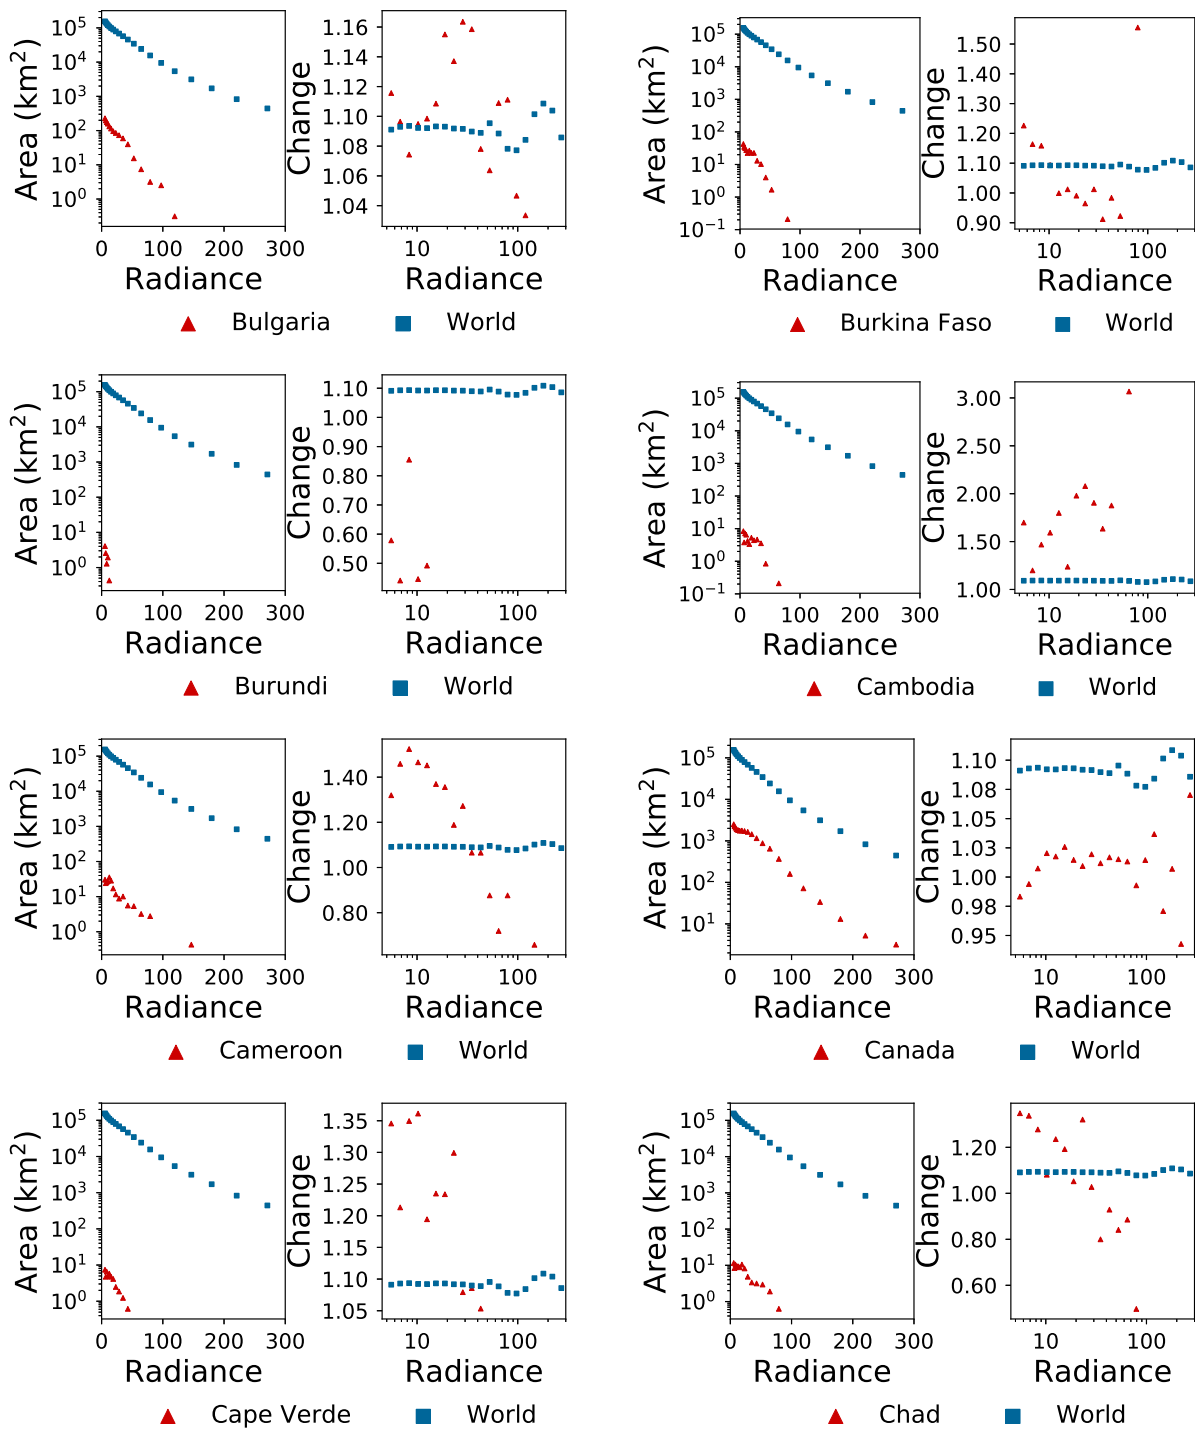 10^5
10^4
10^3
10^2
10^1
10^0
0 100 200 300
Area (km^2)
Radiance
1.16
1.14
1.12
1.10
1.08
1.06
1.04
10 100
Change
Radiance
Bulgaria World
10^5
10^4
10^3
10^2
10^1
10^0
10^-1
0 100 200 300
Area (km^2)
Radiance
1.50
1.40
1.30
1.20
1.10
1.00
0.90
10 100
Change
Radiance
Burkina Faso World
10^5
10^4
10^3
10^2
10^1
10^0
0 100 200 300
Area (km^2)
Radiance
1.10
1.00
0.90
0.80
0.70
0.60
0.50
10 100
Change
Radiance
Burundi World
10^5
10^4
10^3
10^2
10^1
10^0
10^-1
0 100 200 300
Area (km^2)
Radiance
3.00
2.50
2.00
1.50
1.00
10 100
Change
Radiance
Cambodia World
10^5
10^4
10^3
10^2
10^1
10^0
0 100 200 300
Area (km^2)
Radiance
1.40
1.20
1.00
0.80
10 100
Change
Radiance
Cameroon World
10^5
10^4
10^3
10^2
10^1
0 100 200 300
Area (km^2)
Radiance
1.10
1.08
1.05
1.03
1.00
0.98
0.95
10 100
Change
Radiance
Canada World
10^5
10^4
10^3
10^2
10^1
10^0
0 100 200 300
Area (km^2)
Radiance
1.35
1.30
1.25
1.20
1.15
1.10
1.05
10 100
Change
Radiance
Cape Verde World
10^5
10^4
10^3
10^2
10^1
10^0
0 100 200 300
Area (km^2)
Radiance
1.20
1.00
0.80
0.60
10 100
Change
Radiance
Chad World